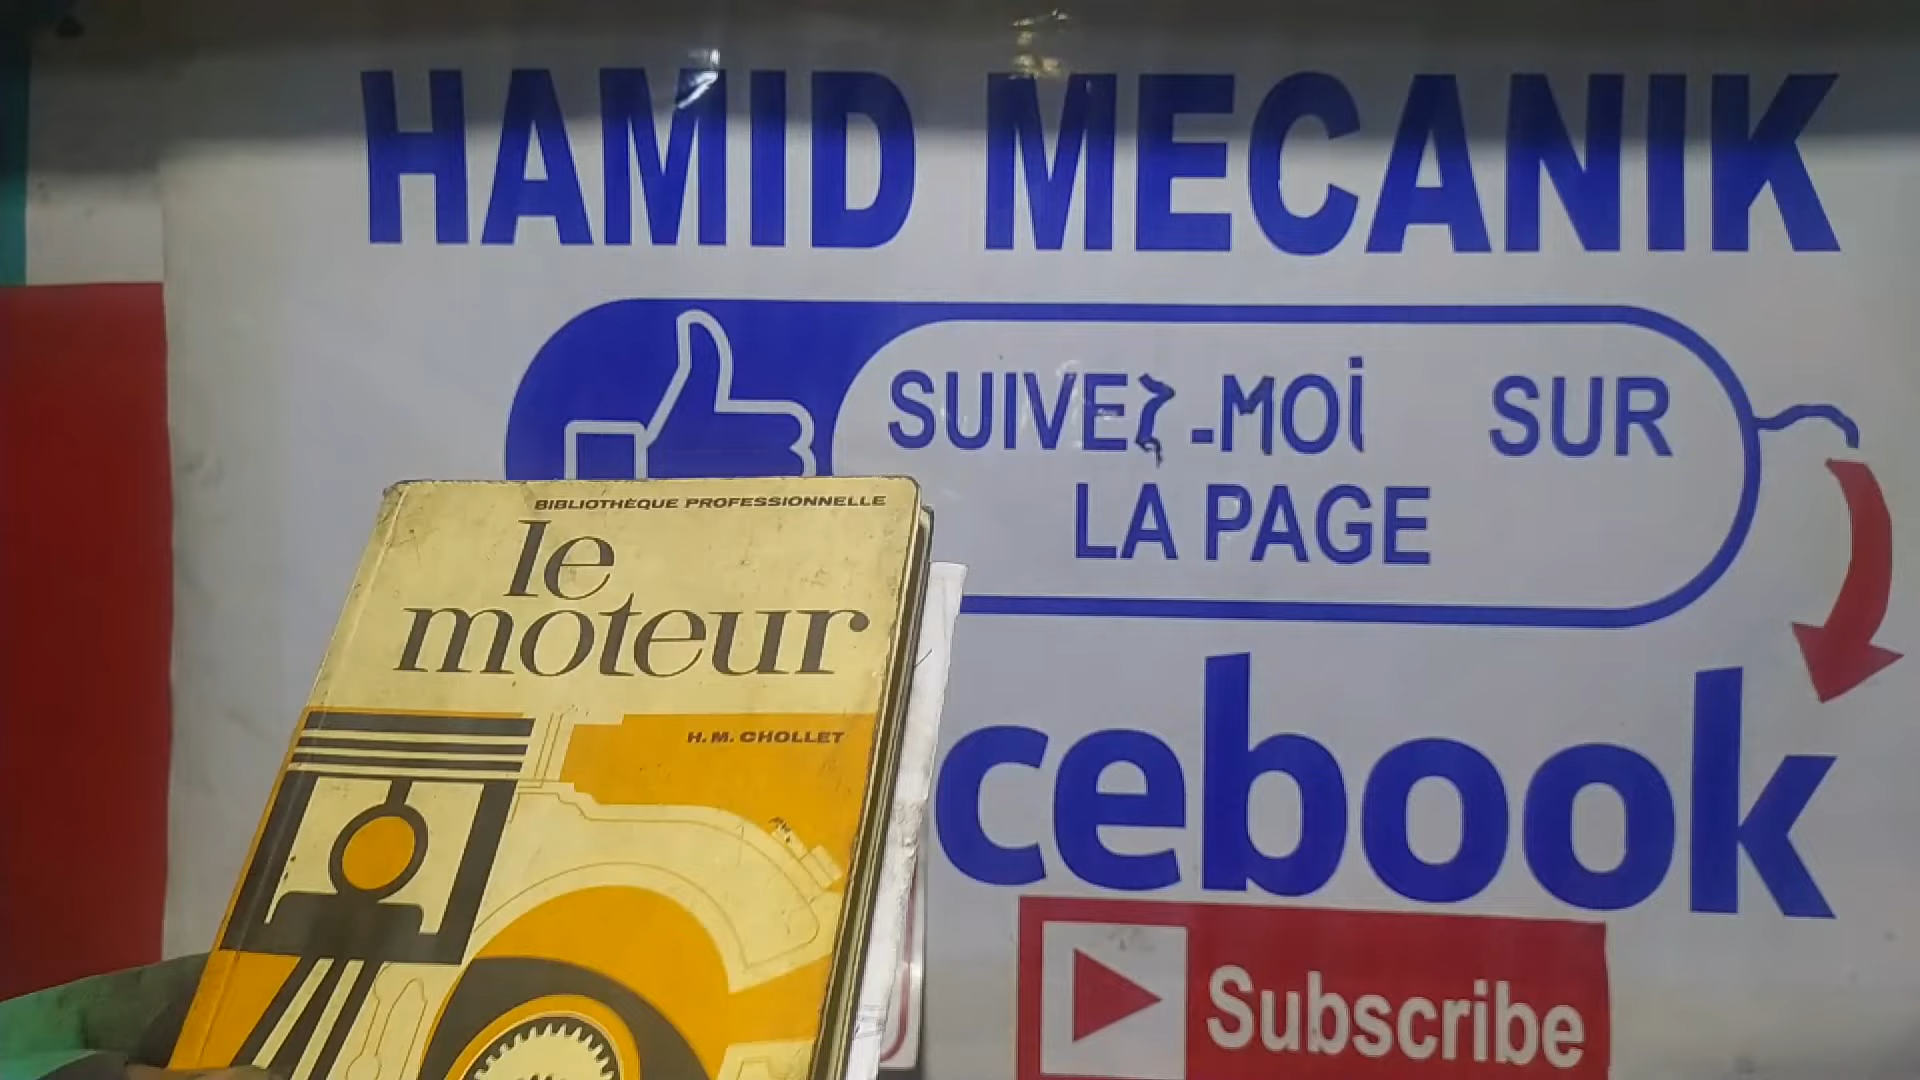 HAMID MECANIK
SUIVEZ-MOi SUR
LA PAGE
cebook
Subscribe
BIBLIOTHÈQUE PROFESSIONNELLE
le
moteur
H. M. CHOLLET